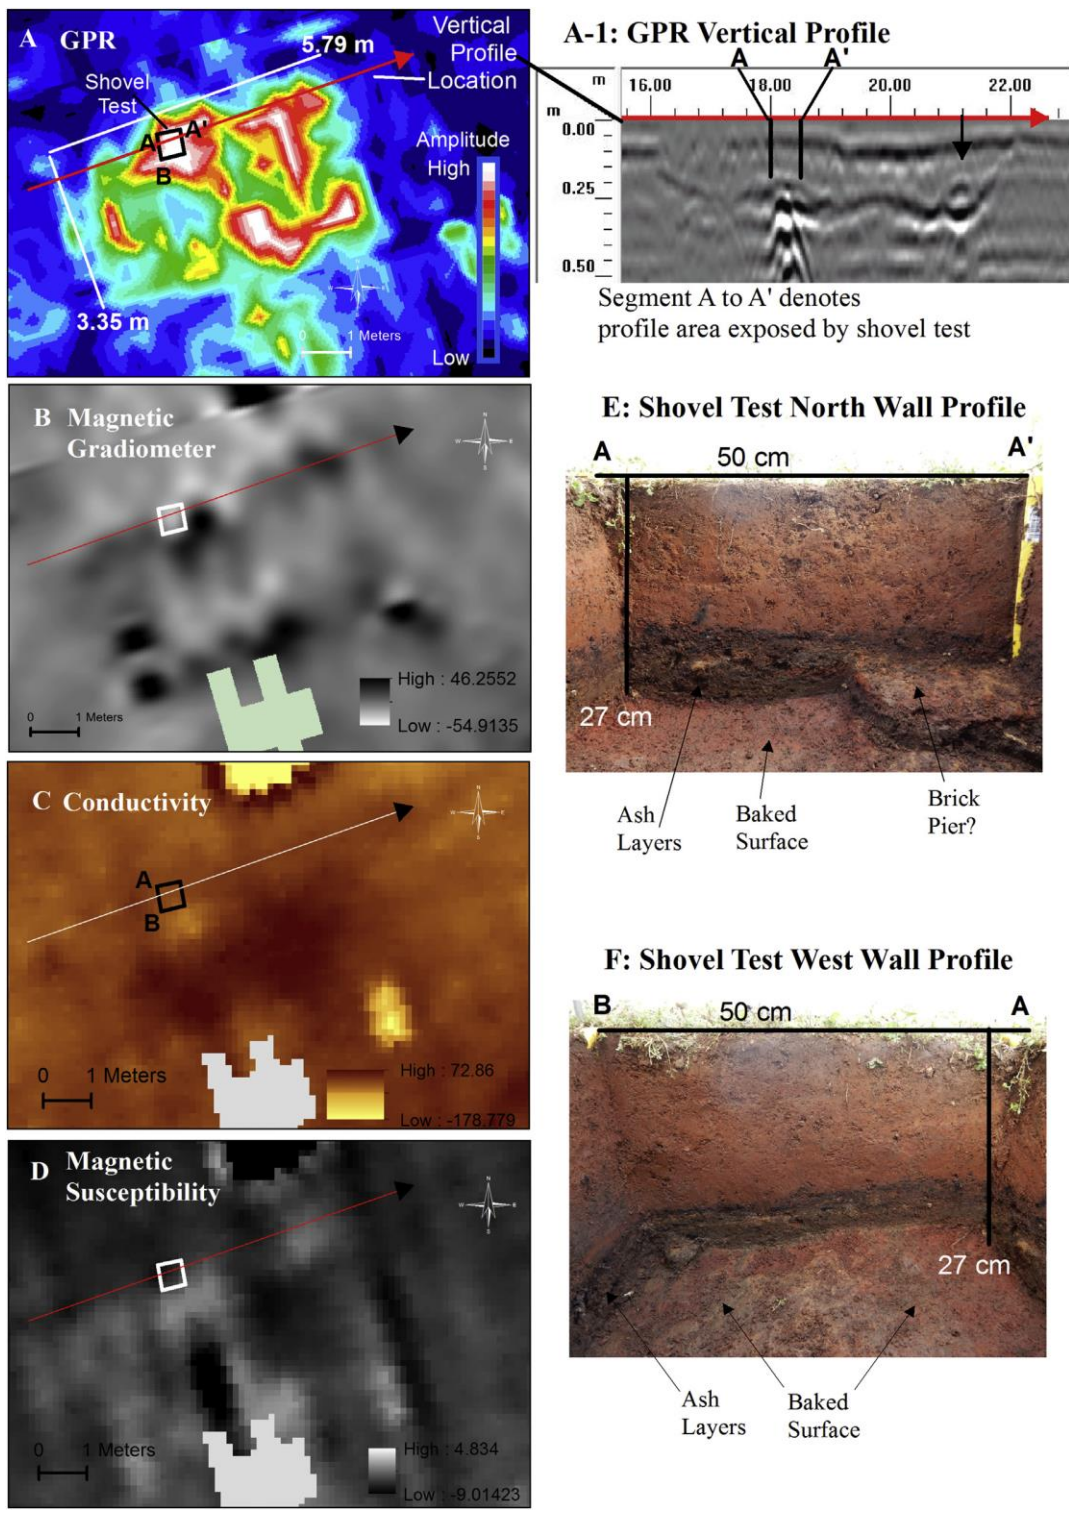 A GPR
5.79 m
Vertical
Profile
Location
Shovel
Test
A A'
B
Amplitude
High
Low
3.35 m
0 1 Meters
A-1: GPR Vertical Profile
A A'
m 16.00 18.00 20.00 22.00
m
0.00
0.25
0.50
Segment A to A' denotes
profile area exposed by shovel test
B Magnetic
Gradiometer
N
W E
S
High : 46.2552
Low : -54.9135
0 1 Meters
C Conductivity
A
B
0 1 Meters
High : 72.86
Low : -178.779
D Magnetic
Susceptibility
0 1 Meters
High : 4.834
Low : -9.01423
E: Shovel Test North Wall Profile
A 50 cm A'
27 cm
Ash
Layers
Baked
Surface
Brick
Pier?
F: Shovel Test West Wall Profile
B 50 cm A
27 cm
Ash
Layers
Baked
Surface